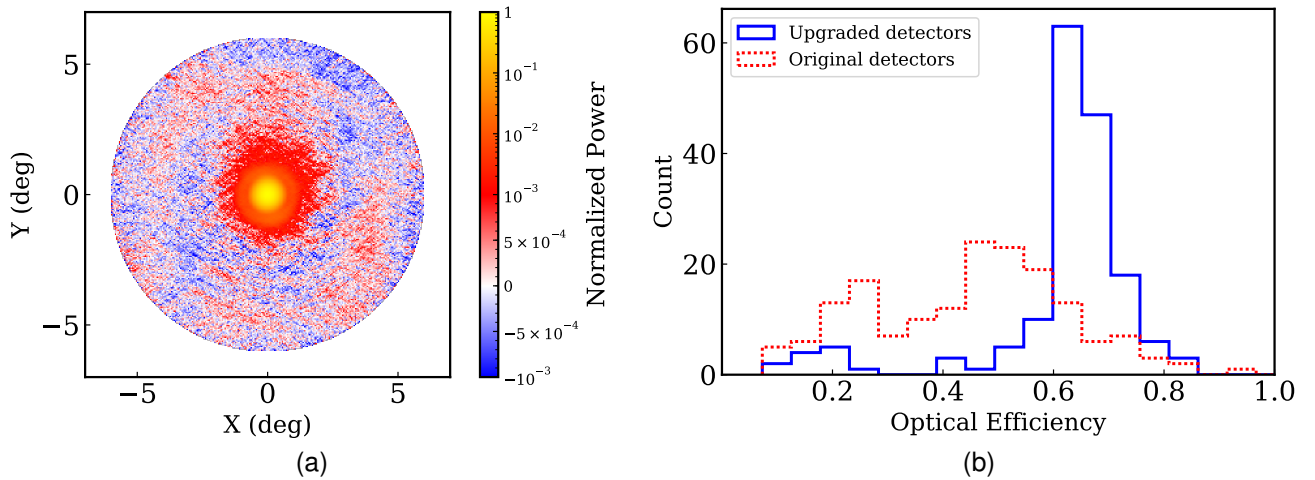 5
0
−5
Y (deg)
−5
0
5
X (deg)
1
10⁻¹
10⁻²
10⁻³
5 × 10⁻⁴
0
−5 × 10⁻⁴
−10⁻³
Normalized Power
(a)
Upgraded detectors
Original detectors
60
40
20
0
Count
0.2
0.4
0.6
0.8
1.0
Optical Efficiency
(b)